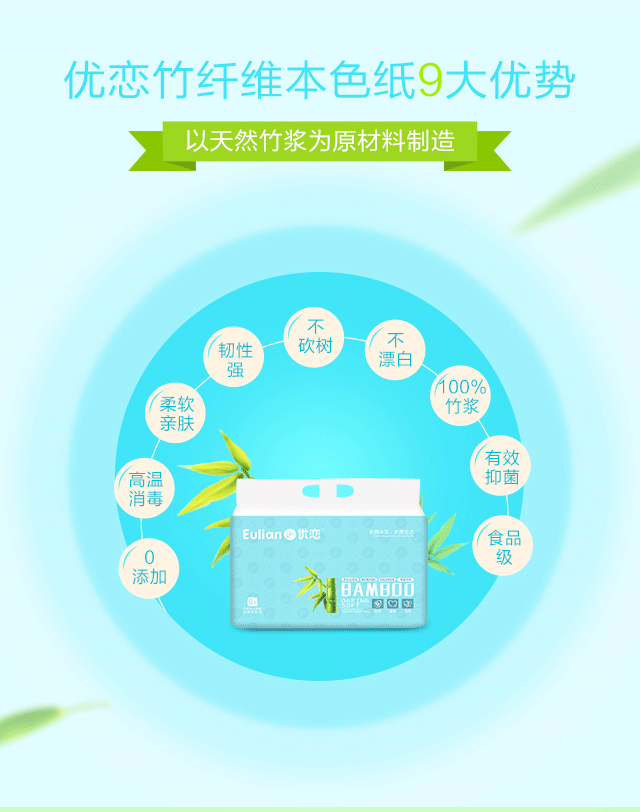 优恋竹纤维本色纸9大优势
以天然竹浆为原材料制造
0
添加
高温
消毒
柔软
亲肤
韧性
强
不
砍树
不
漂白
100%
竹浆
有效
抑菌
食品
级
Eulian 优恋
BAMBOO
DARING
SOFT